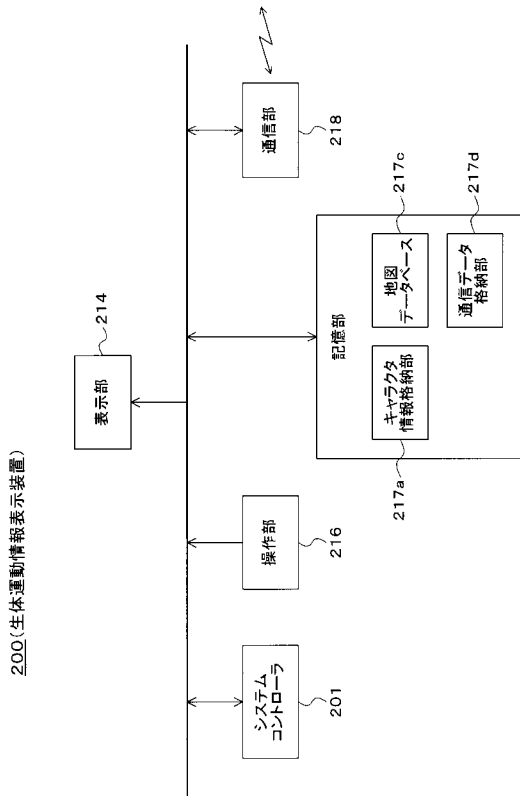 200(生体運動情報表示装置)
表示部
214
システム
コントローラ
201
操作部
216
通信部
218
記憶部
キャラクタ
情報格納部
217a
地図
データベース
217c
通信データ
格納部
217d